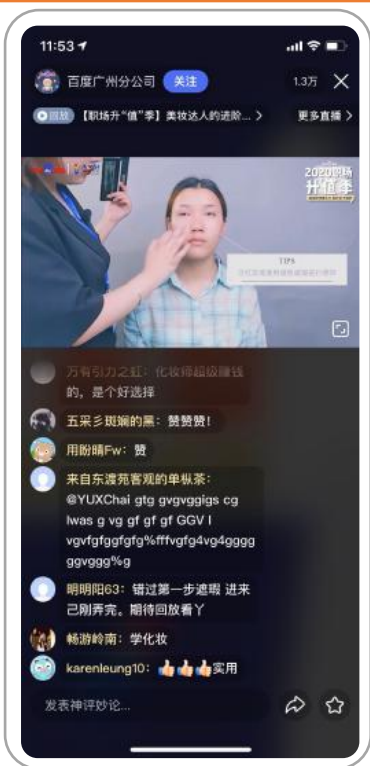 11:53
百度广州分公司 关注 1.3万
回放 【职场升“值”季】美妆达人的进阶... > 更多直播 >
2020职场
升值季
TIPS
万有引力之虹：化妆师超级赚钱
的，是个好选择
五采彡斑斓的黑：赞赞赞！
用盼晴Fw：赞
来自东渡苑客观的单枞茶：
@YUXChai gtg gvgvggigs cg
lwas g vg gf gf gf GGV I
vgvfgfggfgfg%fffvgfg4vg4gggg
ggvggg%g
明明阳63：错过第一步遮瑕 进来
己刚弄完。期待回放看丫
畅游岭南：学化妆
karenleung10：👍👍👍实用
发表神评妙论...